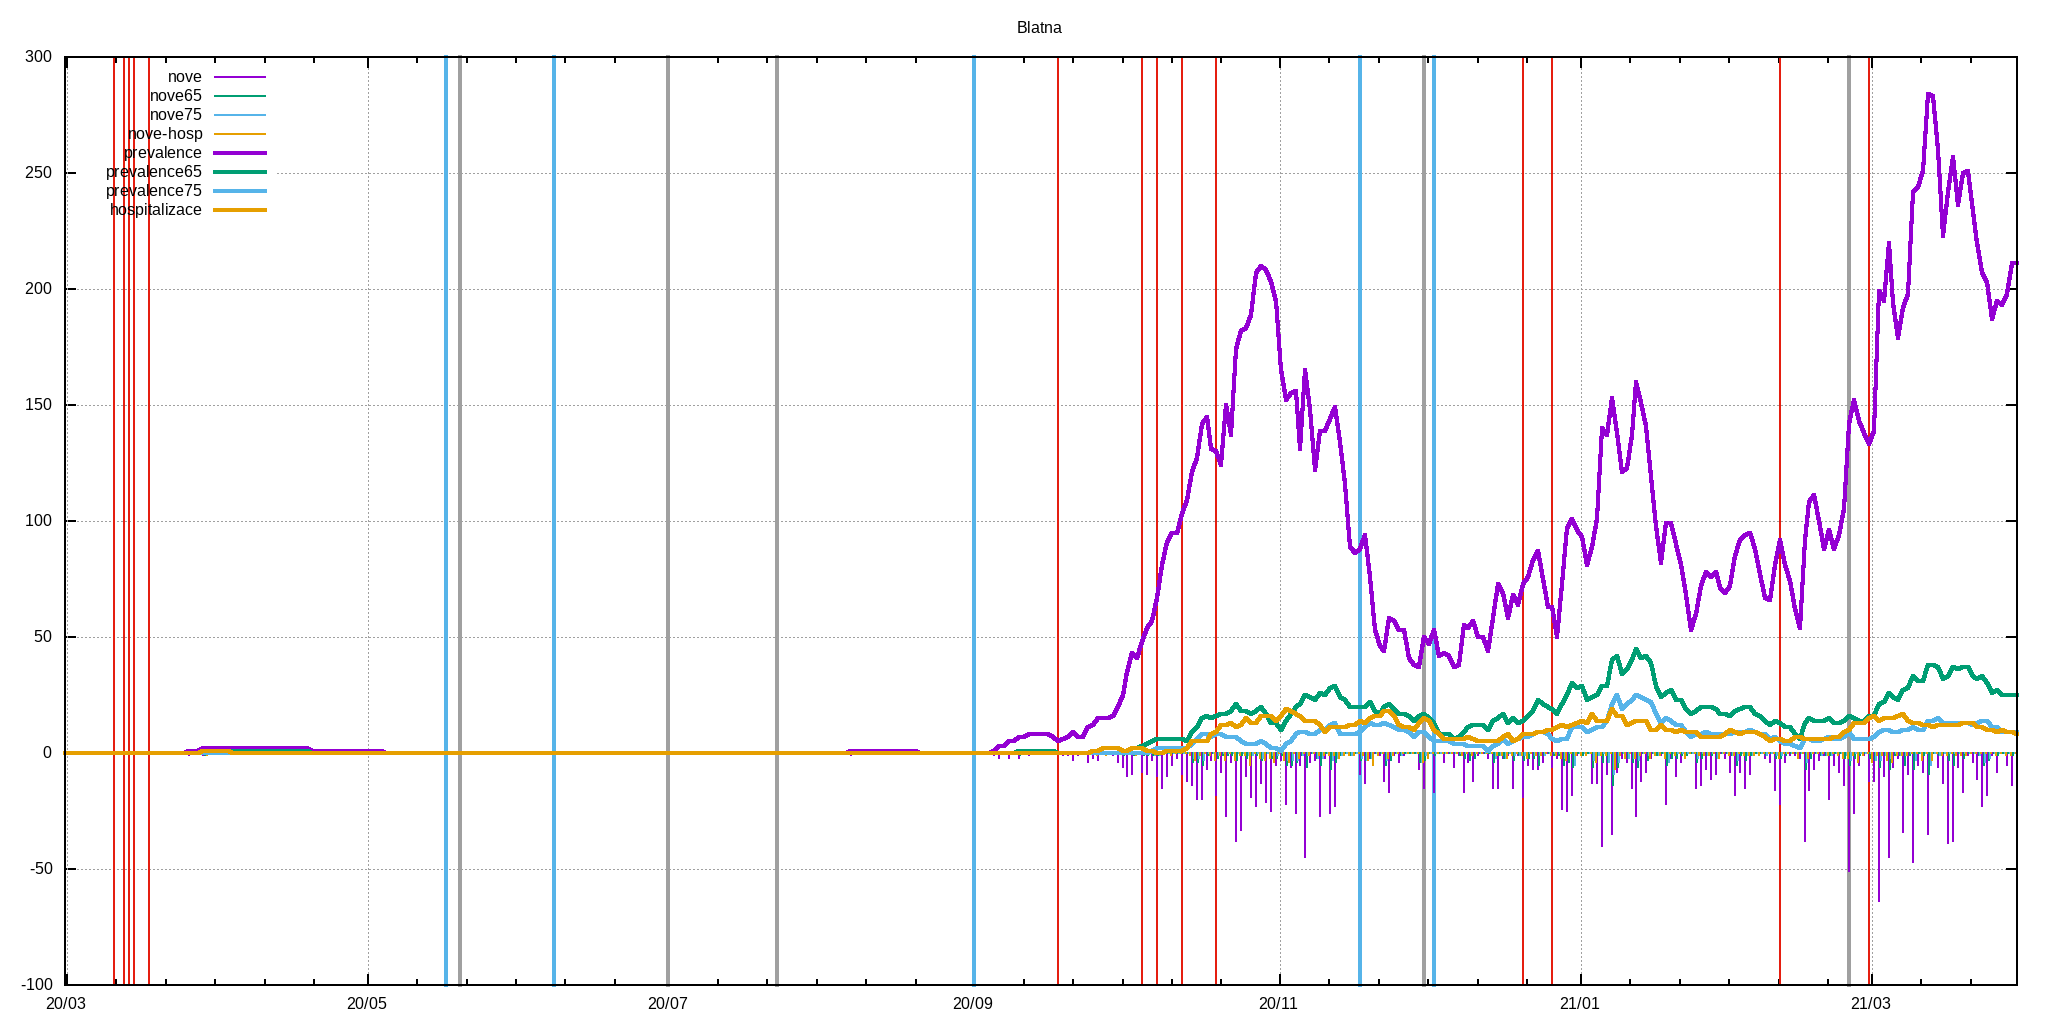 Blatna
300
250
200
150
100
50
0
-50
-100
nove
nove65
nove75
nove-hosp
prevalence
prevalence65
prevalence75
hospitalizace
20/03 20/05 20/07 20/09 20/11 21/01 21/03